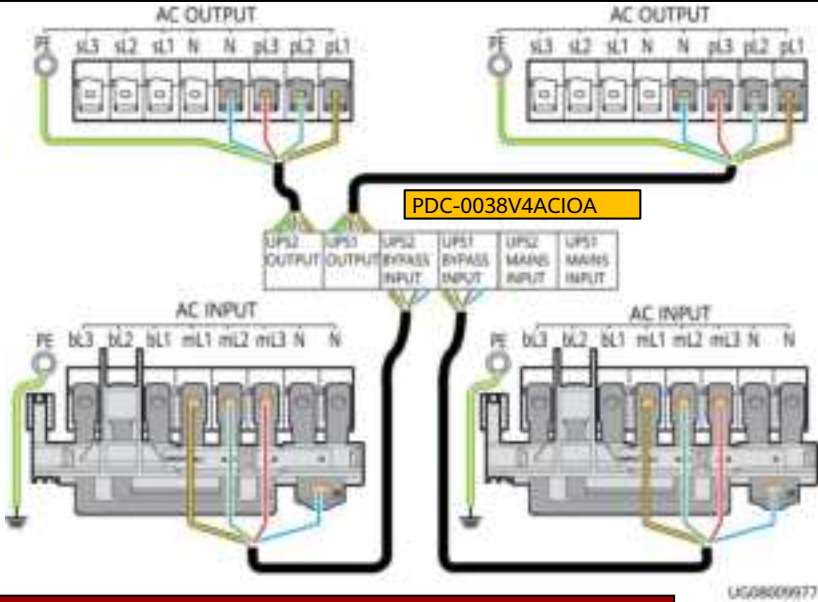 AC OUTPUT
AC OUTPUT
PE sL3 sL2 sL1 N N pL3 pL2 pL1
PE sL3 sL2 sL1 N N pL3 pL2 pL1
PDC-0038V4ACIOA
UPS2 OUTPUT
UPS1 OUTPUT
UPS2 BYPASS INPUT
UPS1 BYPASS INPUT
UPS2 MAINS INPUT
UPS1 MAINS INPUT
AC INPUT
AC INPUT
PE bL3 bL2 bL1 mL1 mL2 mL3 N N
PE bL3 bL2 bL1 mL1 mL2 mL3 N N
UG08009977